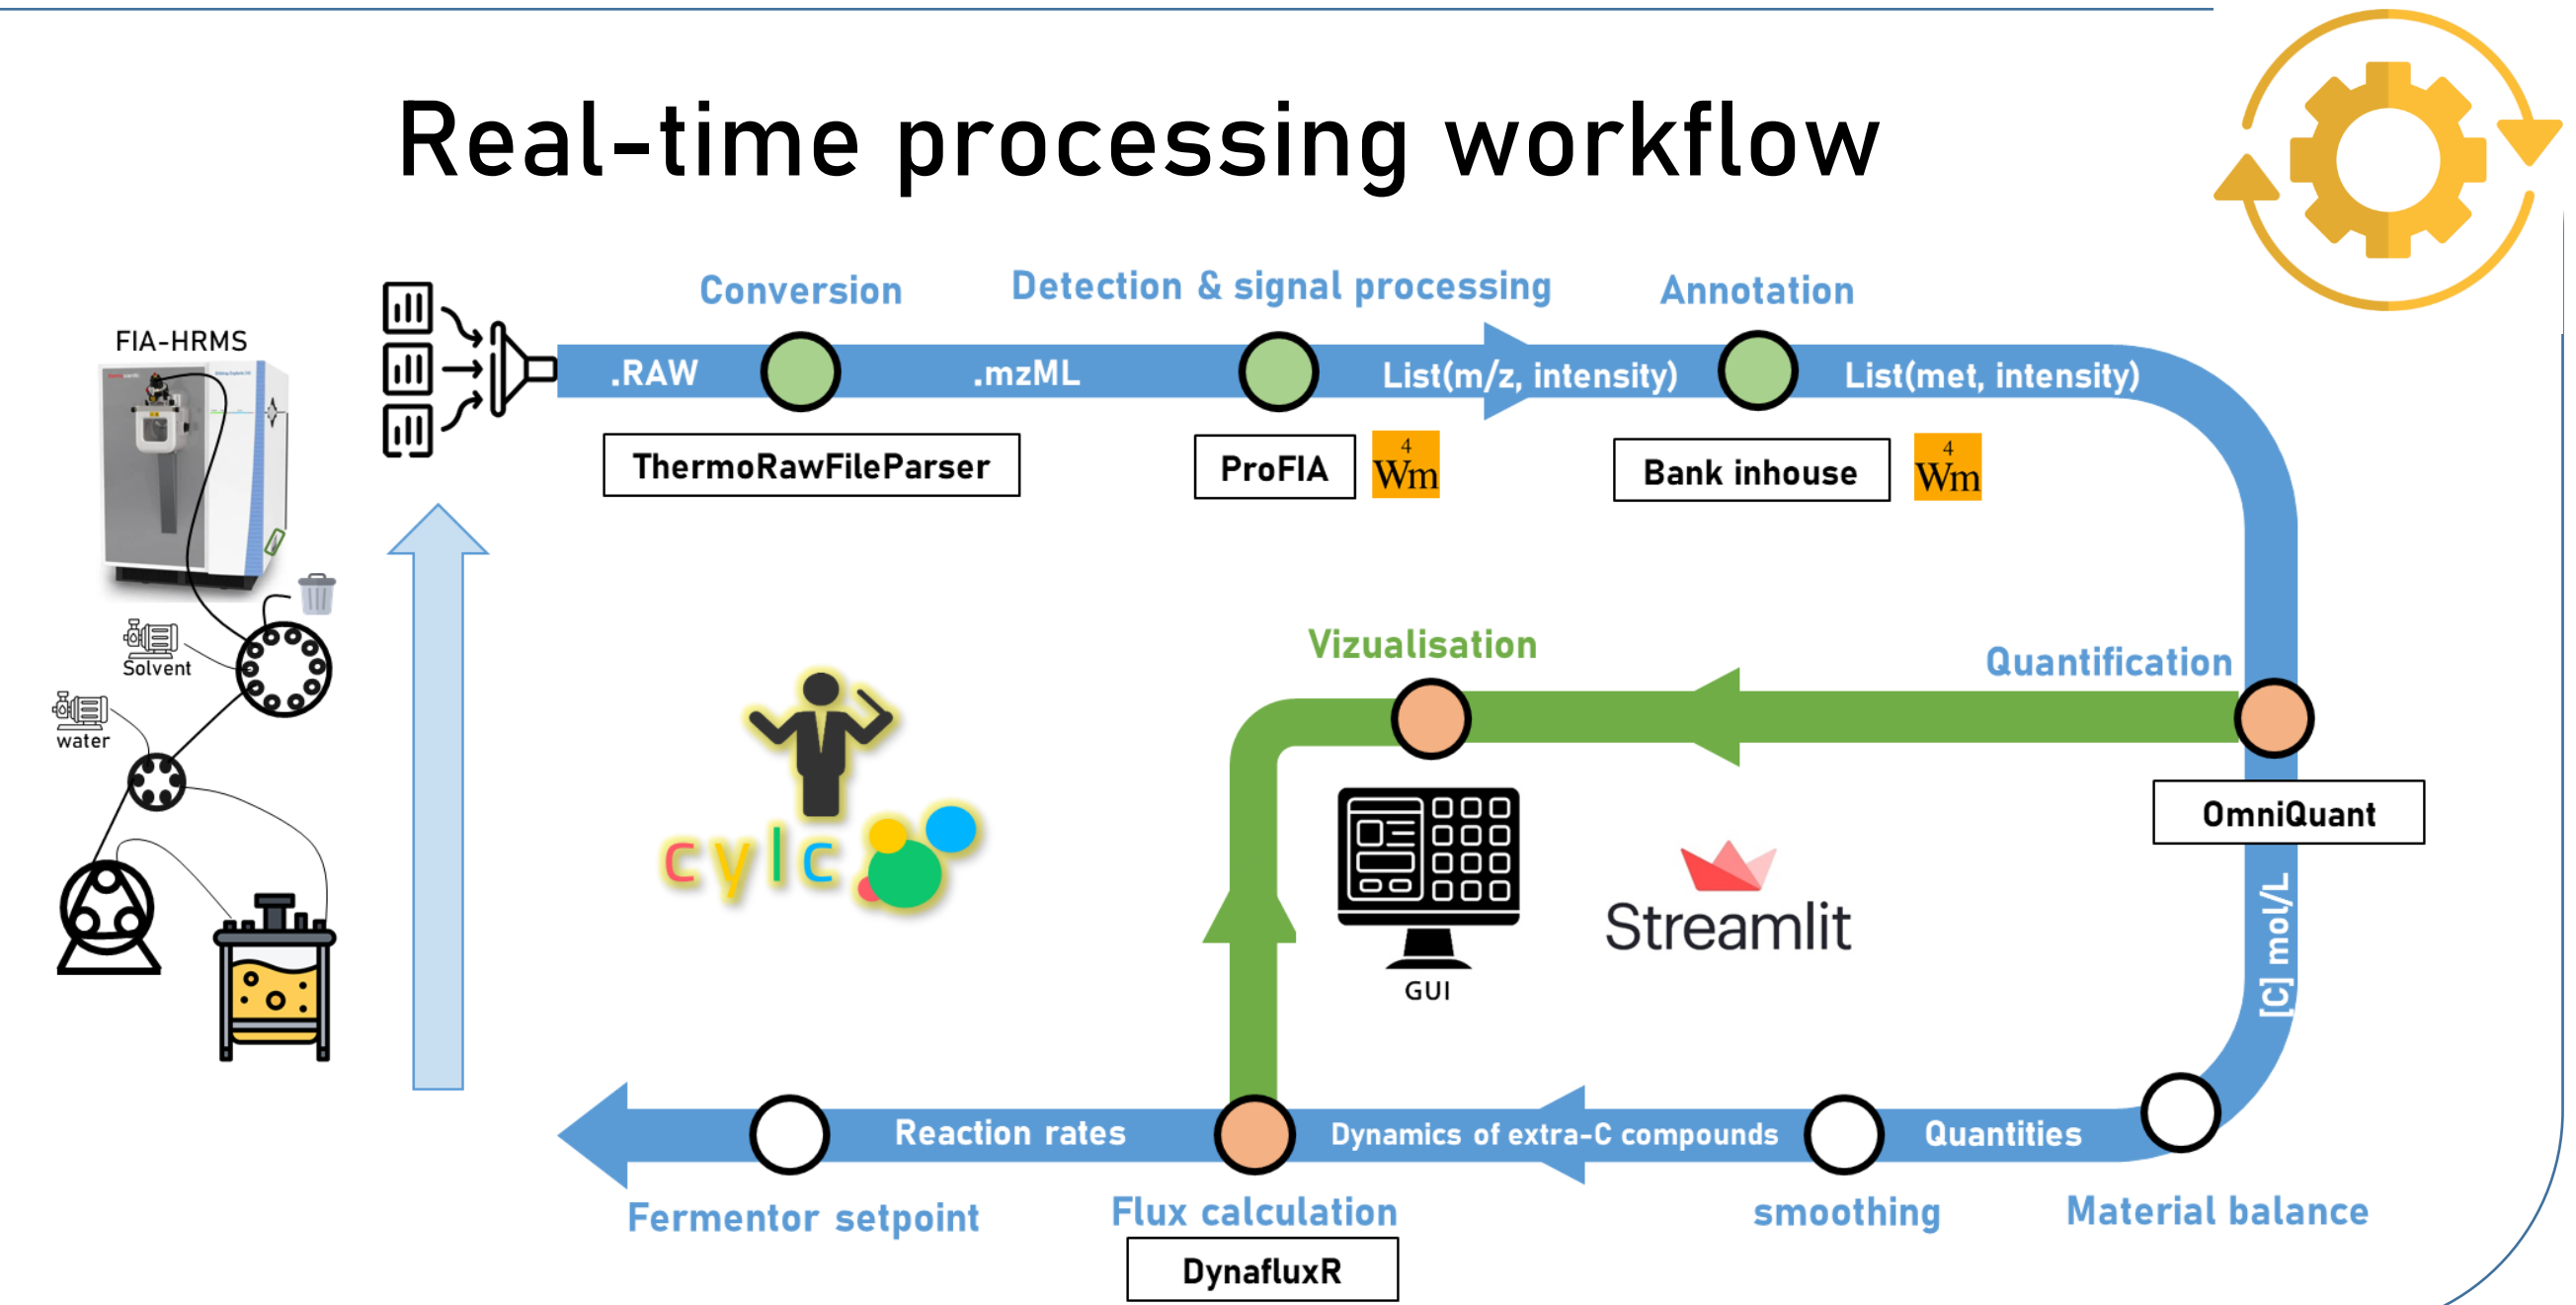 Real-time processing workflow
Conversion
Detection & signal processing
Annotation
FIA-HRMS
.RAW
.mzML
List(m/z, intensity)
List(met, intensity)
ThermoRawFileParser
ProFIA
4
Wm
Bank inhouse
4
Wm
Solvent
water
Vizualisation
Quantification
OmniQuant
cylc
Streamlit
GUI
[C] mol/L
Reaction rates
Dynamics of extra-C compounds
Quantities
Fermentor setpoint
Flux calculation
smoothing
Material balance
DynafluxR